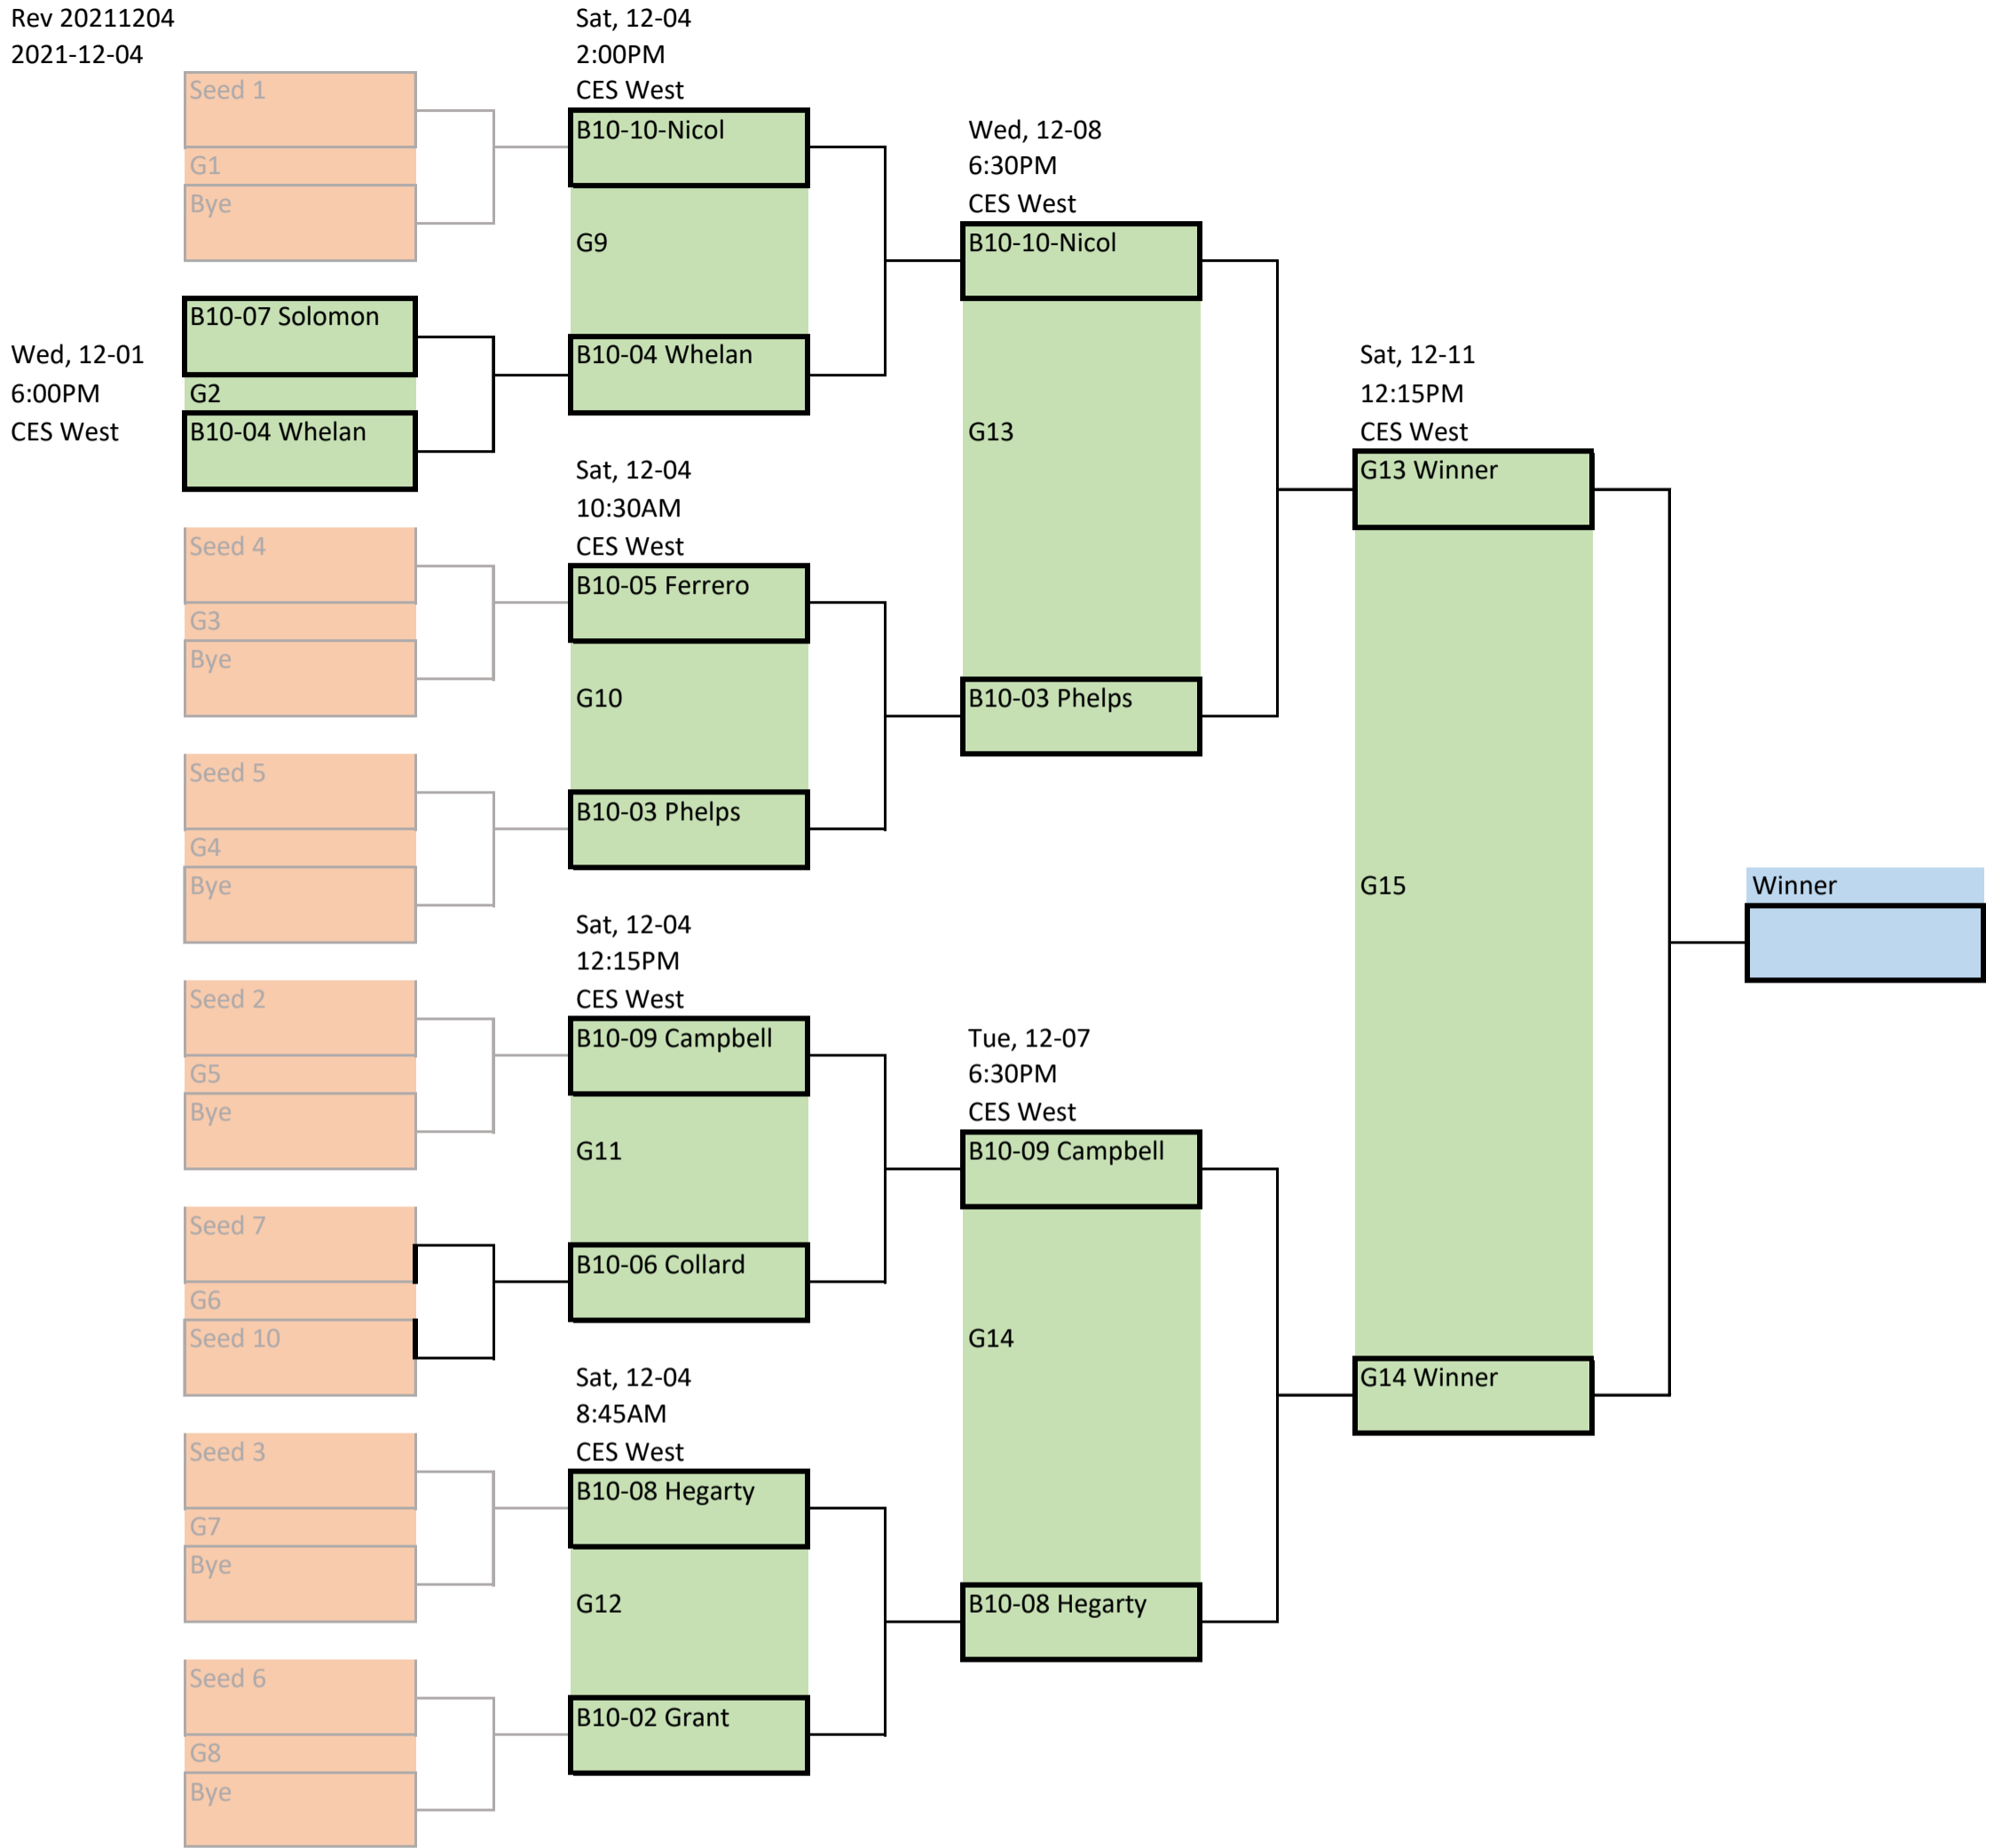 Rev 20211204
2021-12-04
Seed 1
G1
Bye
Wed, 12-01
6:00PM
CES West
B10-07 Solomon
G2
B10-04 Whelan
Seed 4
G3
Bye
Seed 5
G4
Bye
Seed 2
G5
Bye
Seed 7
G6
Seed 10
Seed 3
G7
Bye
Seed 6
G8
Bye
Sat, 12-04
2:00PM
CES West
B10-10-Nicol
G9
B10-04 Whelan
Sat, 12-04
10:30AM
CES West
B10-05 Ferrero
G10
B10-03 Phelps
Sat, 12-04
12:15PM
CES West
B10-09 Campbell
G11
B10-06 Collard
Sat, 12-04
8:45AM
CES West
B10-08 Hegarty
G12
B10-02 Grant
Wed, 12-08
6:30PM
CES West
B10-10-Nicol
G13
B10-03 Phelps
Tue, 12-07
6:30PM
CES West
B10-09 Campbell
G14
B10-08 Hegarty
Sat, 12-11
12:15PM
CES West
G13 Winner
G15
G14 Winner
Winner